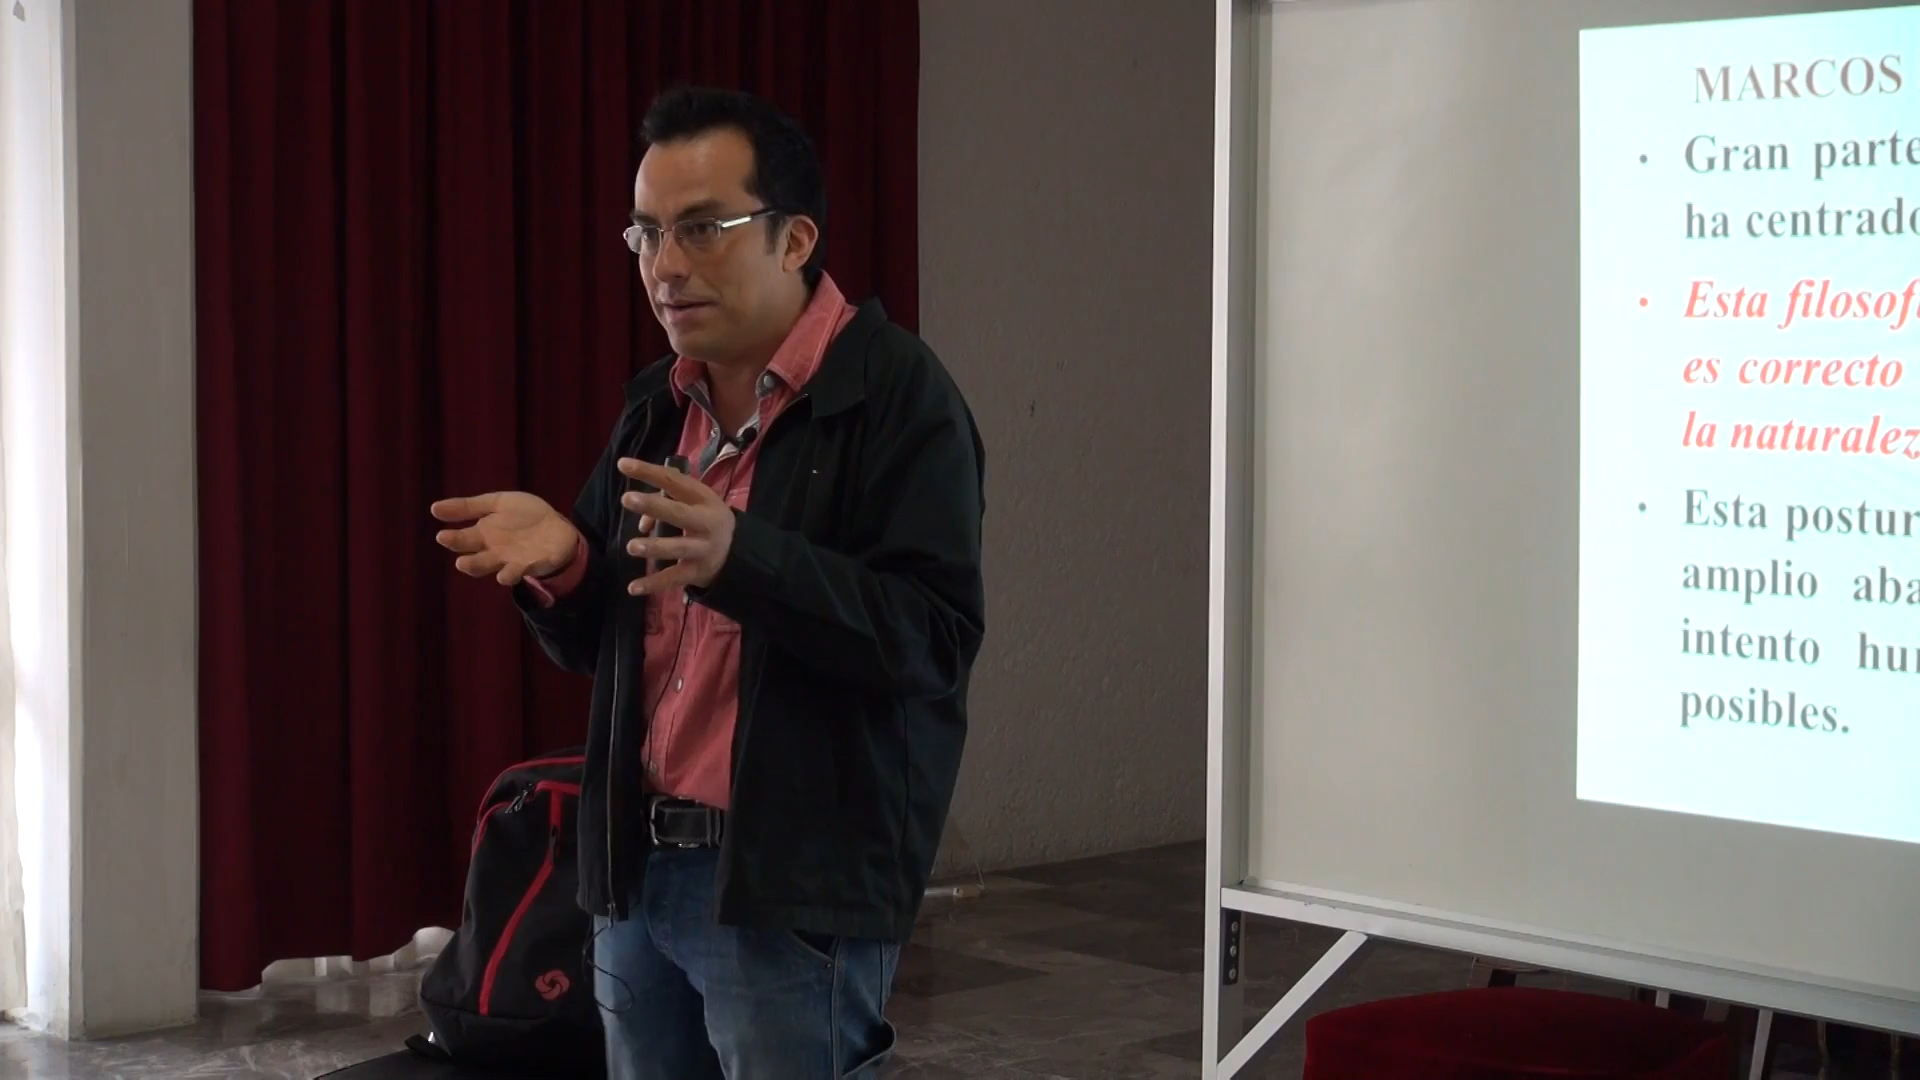 MARCOS
• Gran parte
ha centrado
• Esta filosofí
es correcto
la naturalez
• Esta postur
amplio aba
intento hu
posibles.